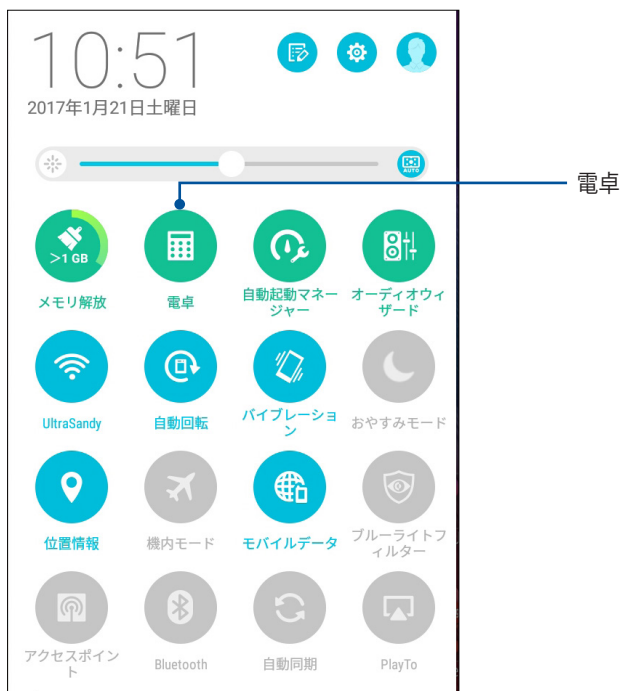 10:51
2017年1月21日土曜日
AUTO
電卓
>1 GB
メモリ解放
電卓
自動起動マネー
ジャー
オーディオウィ
ザード
UltraSandy
自動回転
バイブレーショ
ン
おやすみモード
位置情報
機内モード
モバイルデータ
ブルーライトフ
ィルター
アクセスポイン
ト
Bluetooth
自動同期
PlayTo